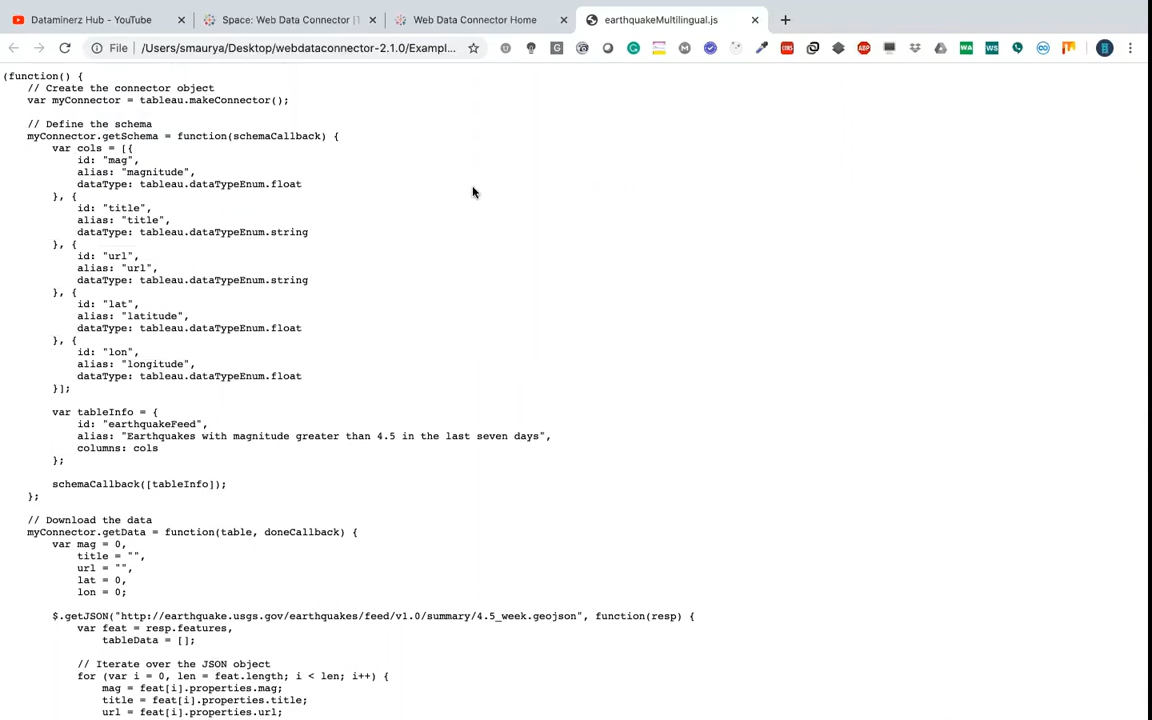 Dataminerz Hub - YouTube
Space: Web Data Connector | T
Web Data Connector Home
earthquakeMultilingual.js
File
/Users/smaurya/Desktop/webdataconnector-2.1.0/Exampl...
(function() {
// Create the connector object
var myConnector = tableau.makeConnector();
// Define the schema
myConnector.getSchema = function(schemaCallback) {
var cols = [{
id: "mag",
alias: "magnitude",
dataType: tableau.dataTypeEnum.float
}, {
id: "title",
alias: "title",
dataType: tableau.dataTypeEnum.string
}, {
id: "url",
alias: "url",
dataType: tableau.dataTypeEnum.string
}, {
id: "lat",
alias: "latitude",
dataType: tableau.dataTypeEnum.float
}, {
id: "lon",
alias: "longitude",
dataType: tableau.dataTypeEnum.float
}];
var tableInfo = {
id: "earthquakeFeed",
alias: "Earthquakes with magnitude greater than 4.5 in the last seven days",
columns: cols
};
schemaCallback([tableInfo]);
};
// Download the data
myConnector.getData = function(table, doneCallback) {
var mag = 0,
title = "",
url = "",
lat = 0,
lon = 0;
$.getJSON("http://earthquake.usgs.gov/earthquakes/feed/v1.0/summary/4.5_week.geojson", function(resp) {
var feat = resp.features,
tableData = [];
// Iterate over the JSON object
for (var i = 0, len = feat.length; i < len; i++) {
mag = feat[i].properties.mag;
title = feat[i].properties.title;
url = feat[i].properties.url;